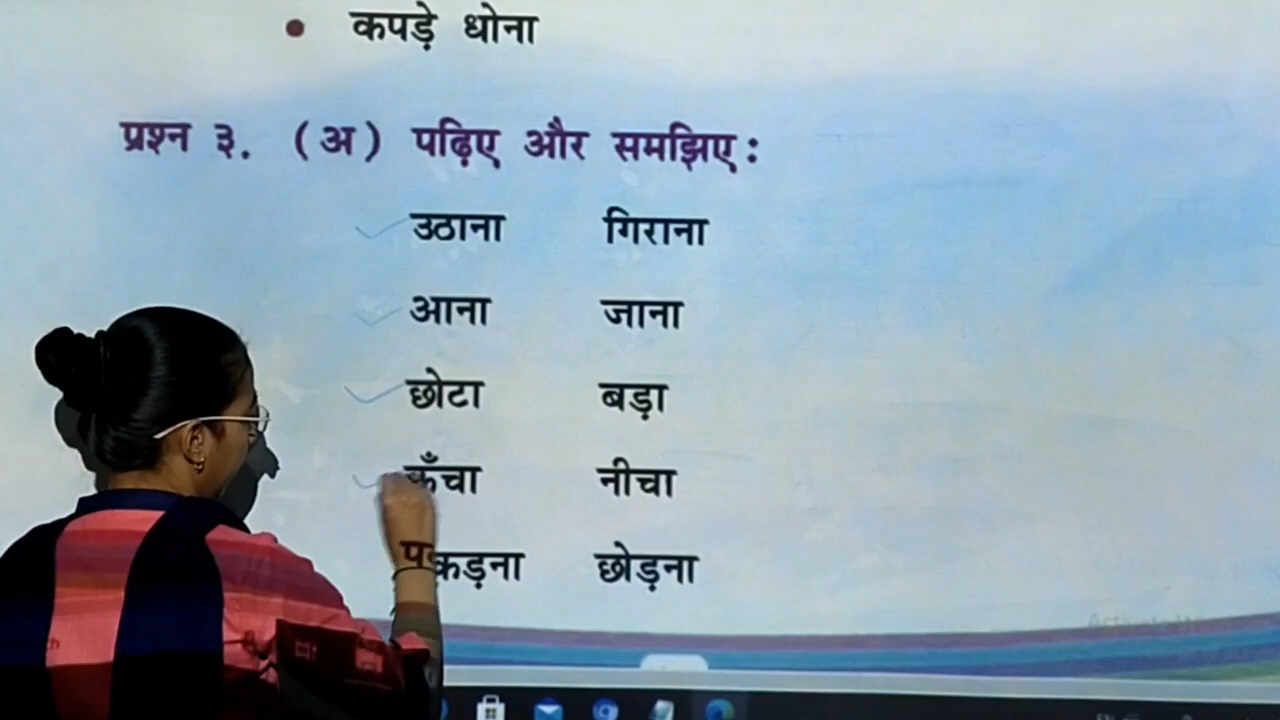 • कपड़े धोना
प्रश्न ३. (अ) पढ़िए और समझिए:
उठाना गिराना
आना जाना
छोटा बड़ा
ऊँचा नीचा
पकड़ना छोड़ना